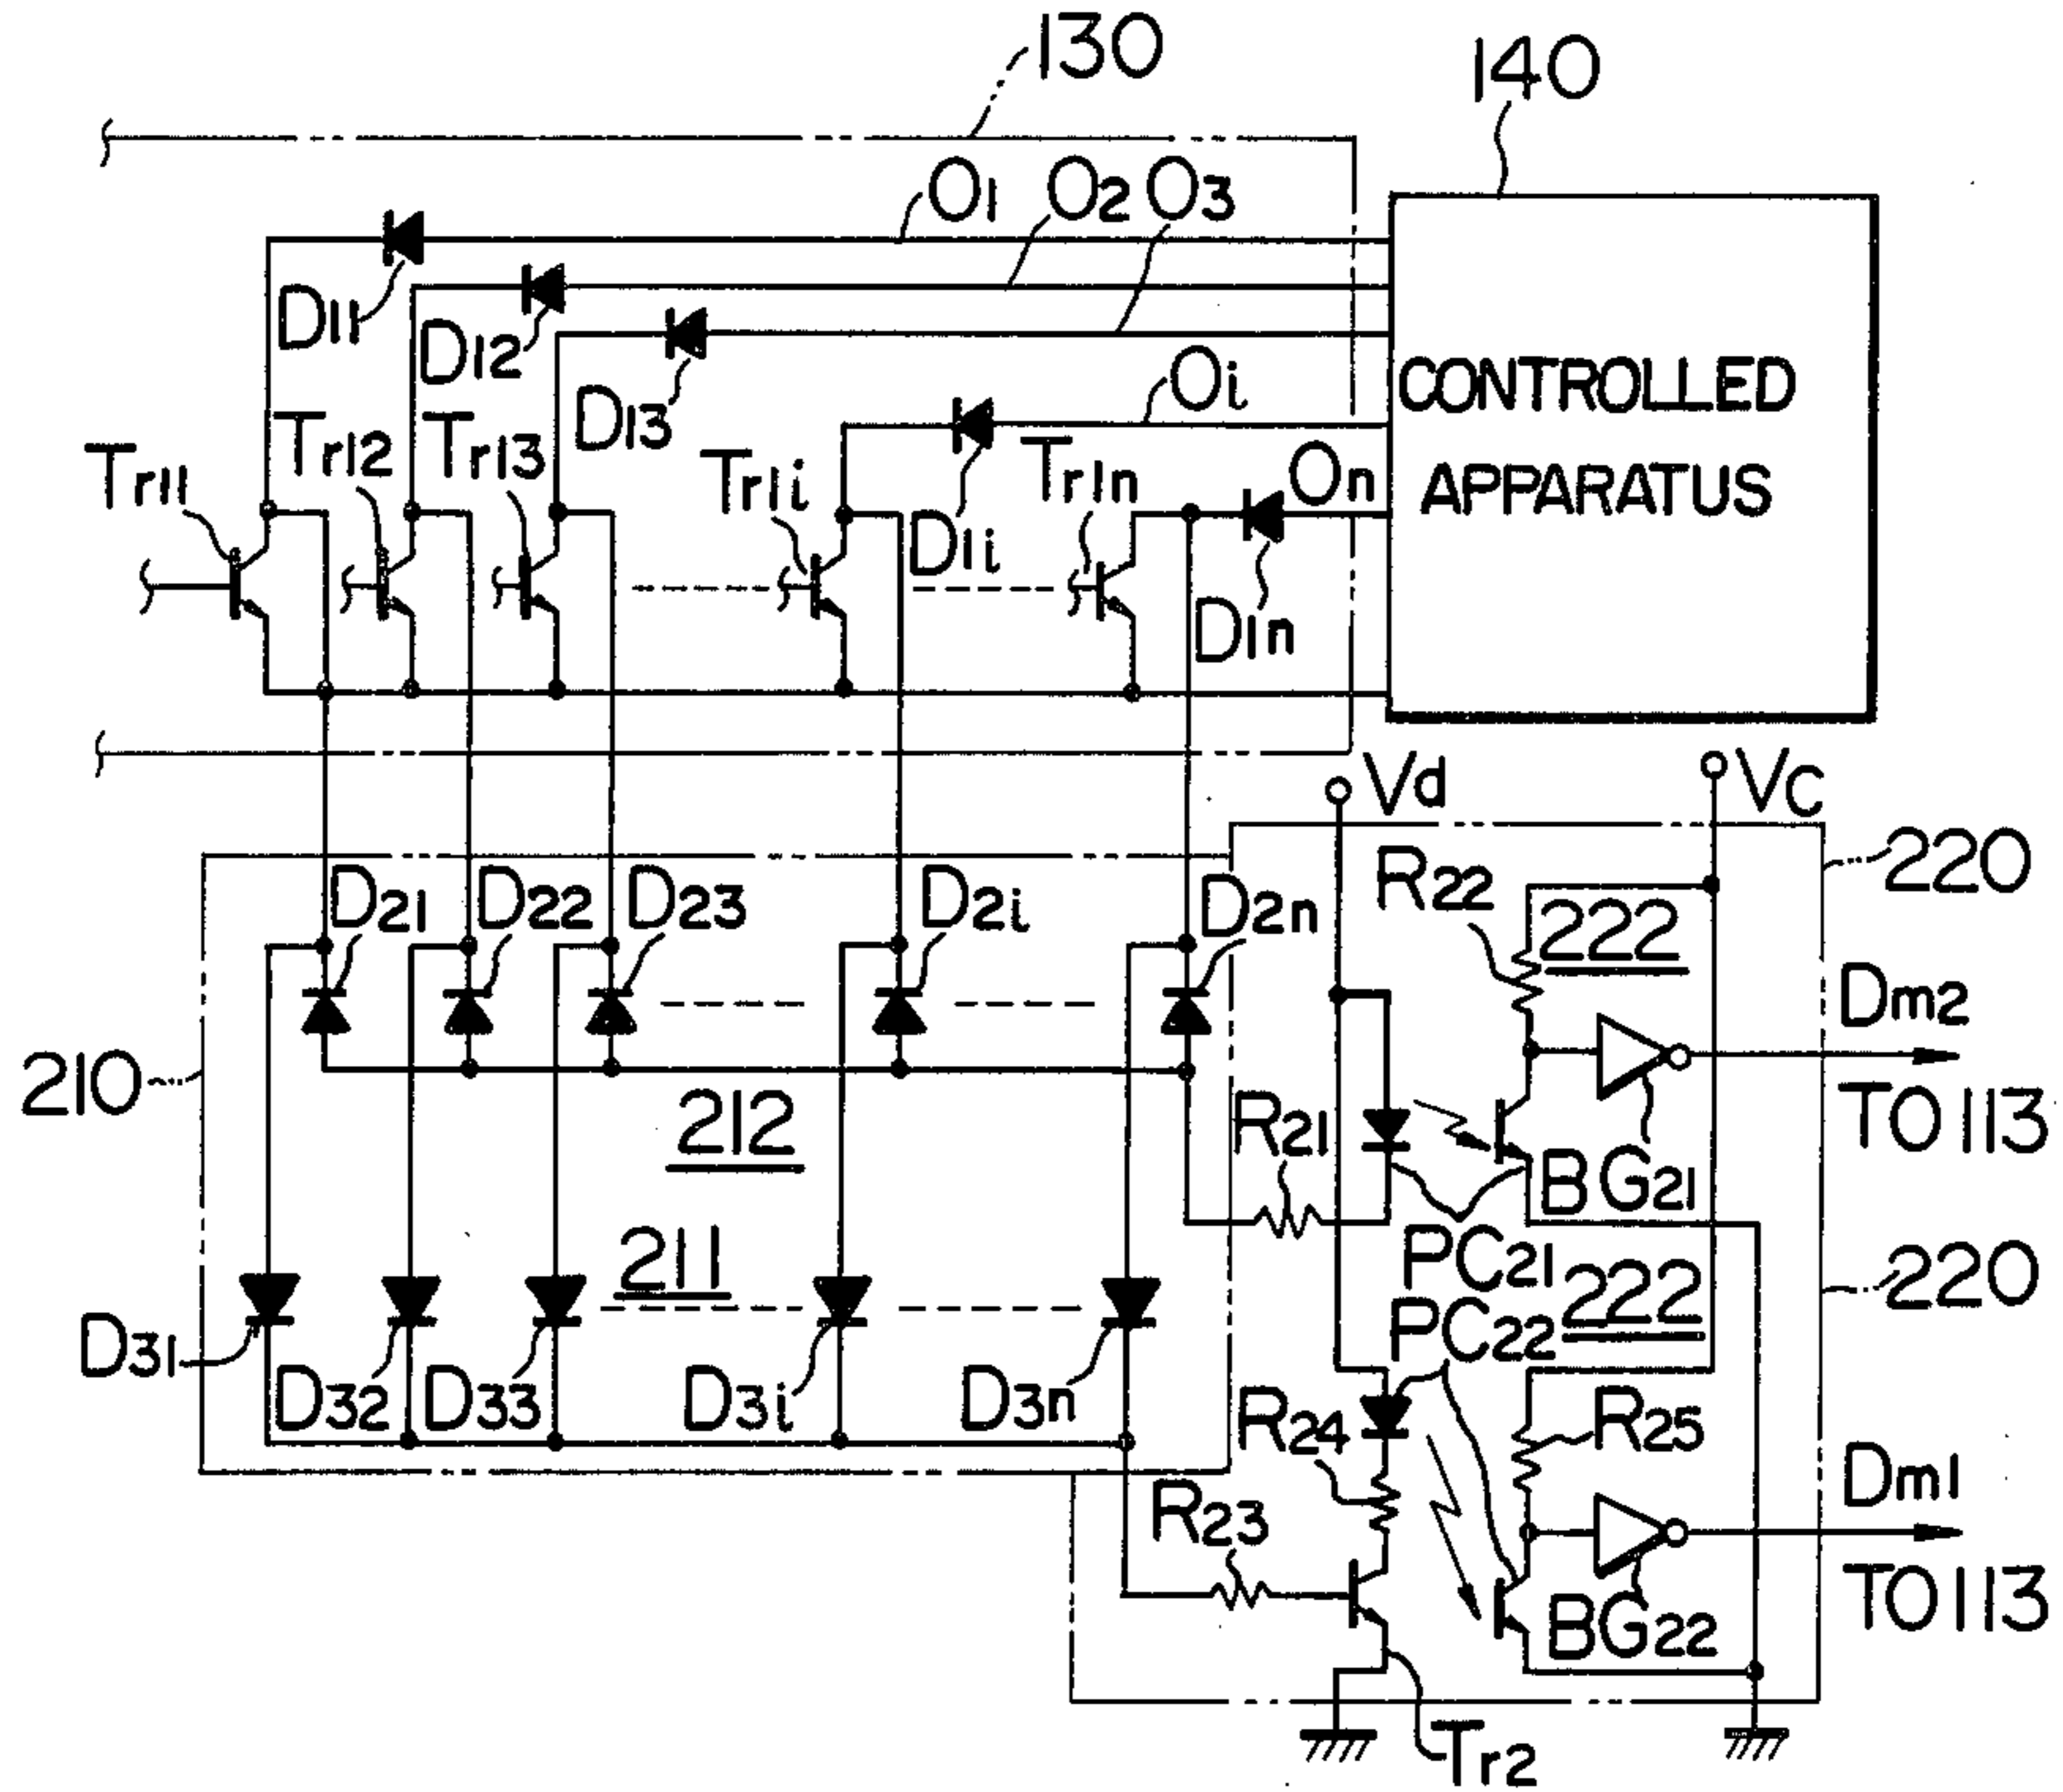 130
140
O1 O2 O3
D11
D12
D13
Oi
CONTROLLED
APPARATUS
Tr11 Tr12 Tr13 Tr1i Tr1n On
D1i
D1n
Vd Vc
220
D21 D22 D23 D2i D2n
R22 222
Dm2
TO 113
210
212
R21
BG21
PC21
211
222
220
D31
D32 D33 D3i D3n
PC22
R24 R25
Dm1
TO 113
R23
BG22
Tr2